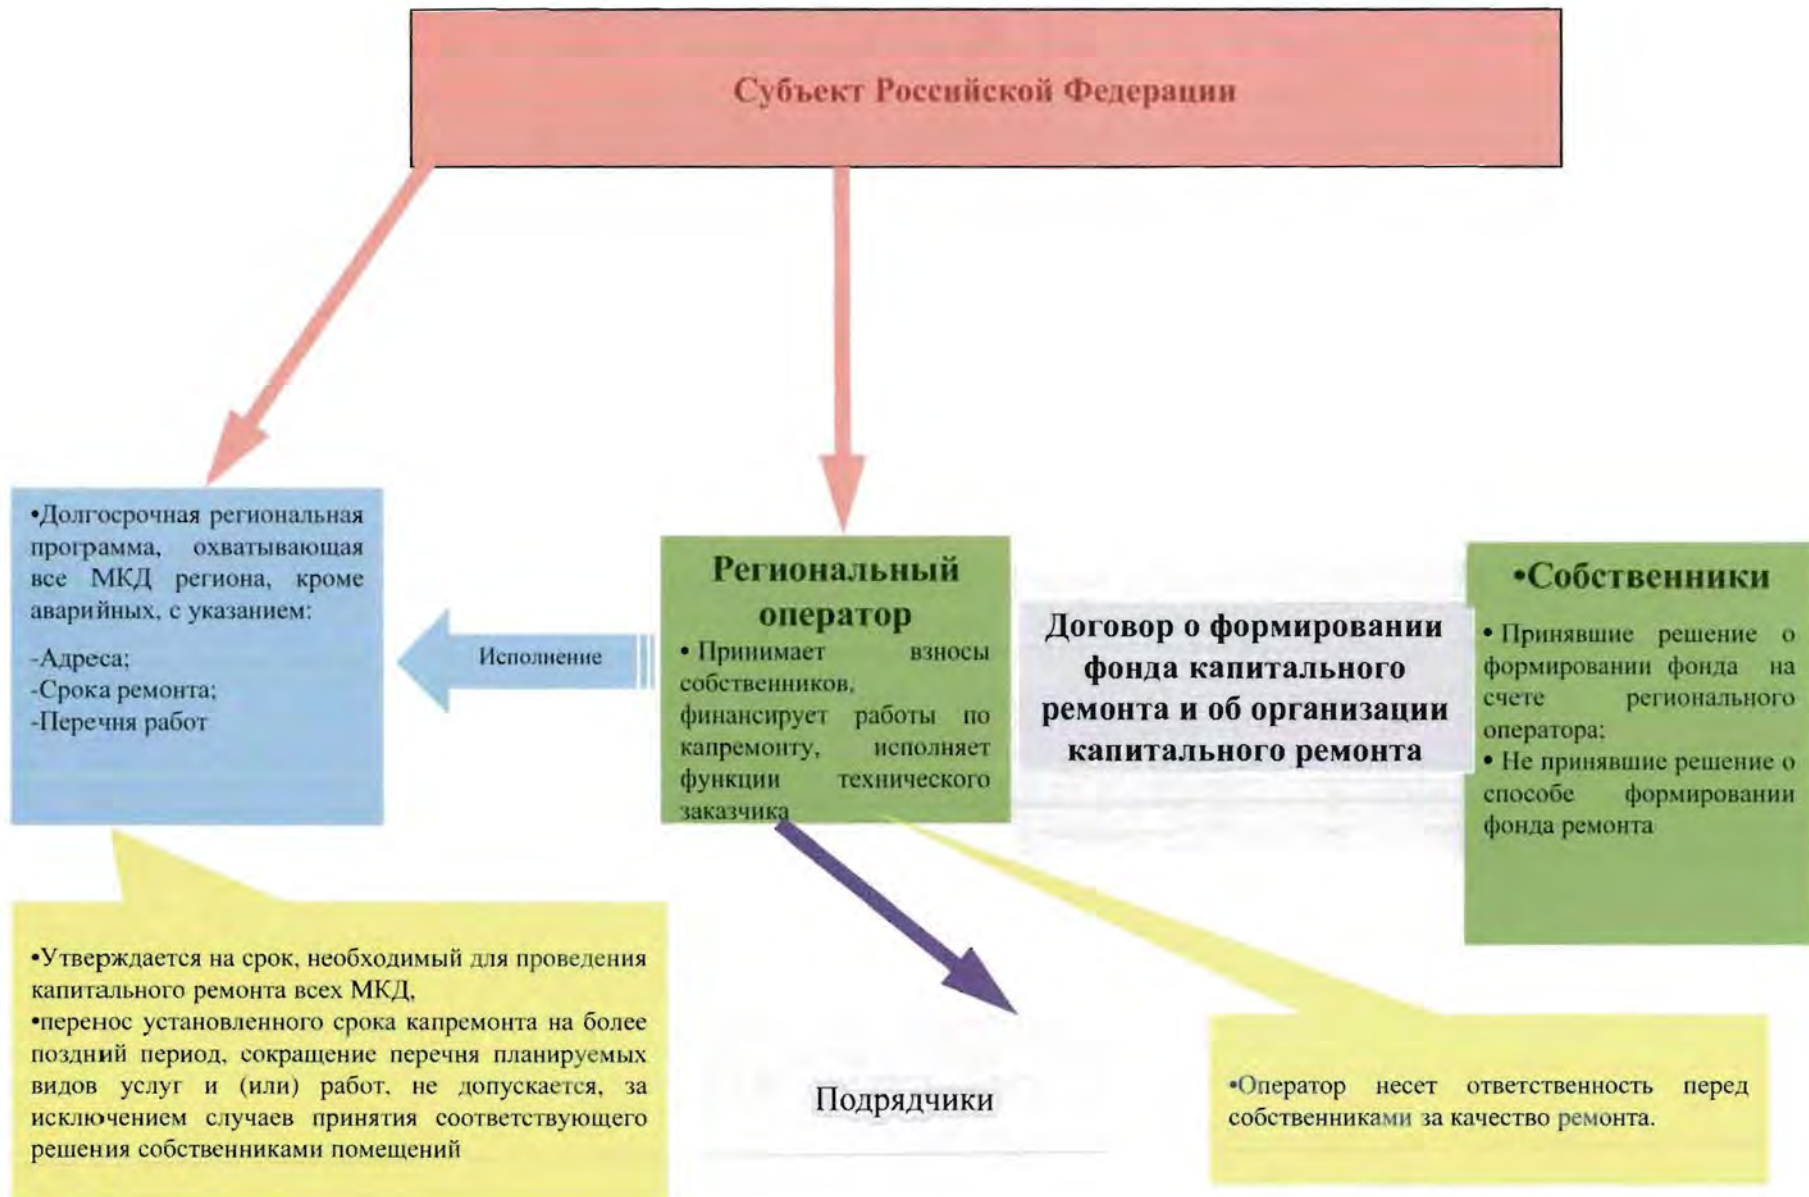 Субъект Российской Федерации
•Долгосрочная региональная
программа, охватывающая
все МКД региона, кроме
аварийных, с указанием:
-Адреса;
-Срока ремонта;
-Перечня работ
Исполнение
Региональный
оператор
• Принимает взносы
собственников,
финансирует работы по
капремонту, исполняет
функции технического
заказчика
Договор о формировании
фонда капитального
ремонта и об организации
капитального ремонта
•Собственники
• Принявшие решение о
формировании фонда на
счете регионального
оператора;
• Не принявшие решение о
способе формировании
фонда ремонта
•Утверждается на срок, необходимый для проведения
капитального ремонта всех МКД,
•перенос установленного срока капремонта на более
поздний период, сокращение перечня планируемых
видов услуг и (или) работ, не допускается, за
исключением случаев принятия соответствующего
решения собственниками помещений
Подрядчики
•Оператор несет ответственность перед
собственниками за качество ремонта.